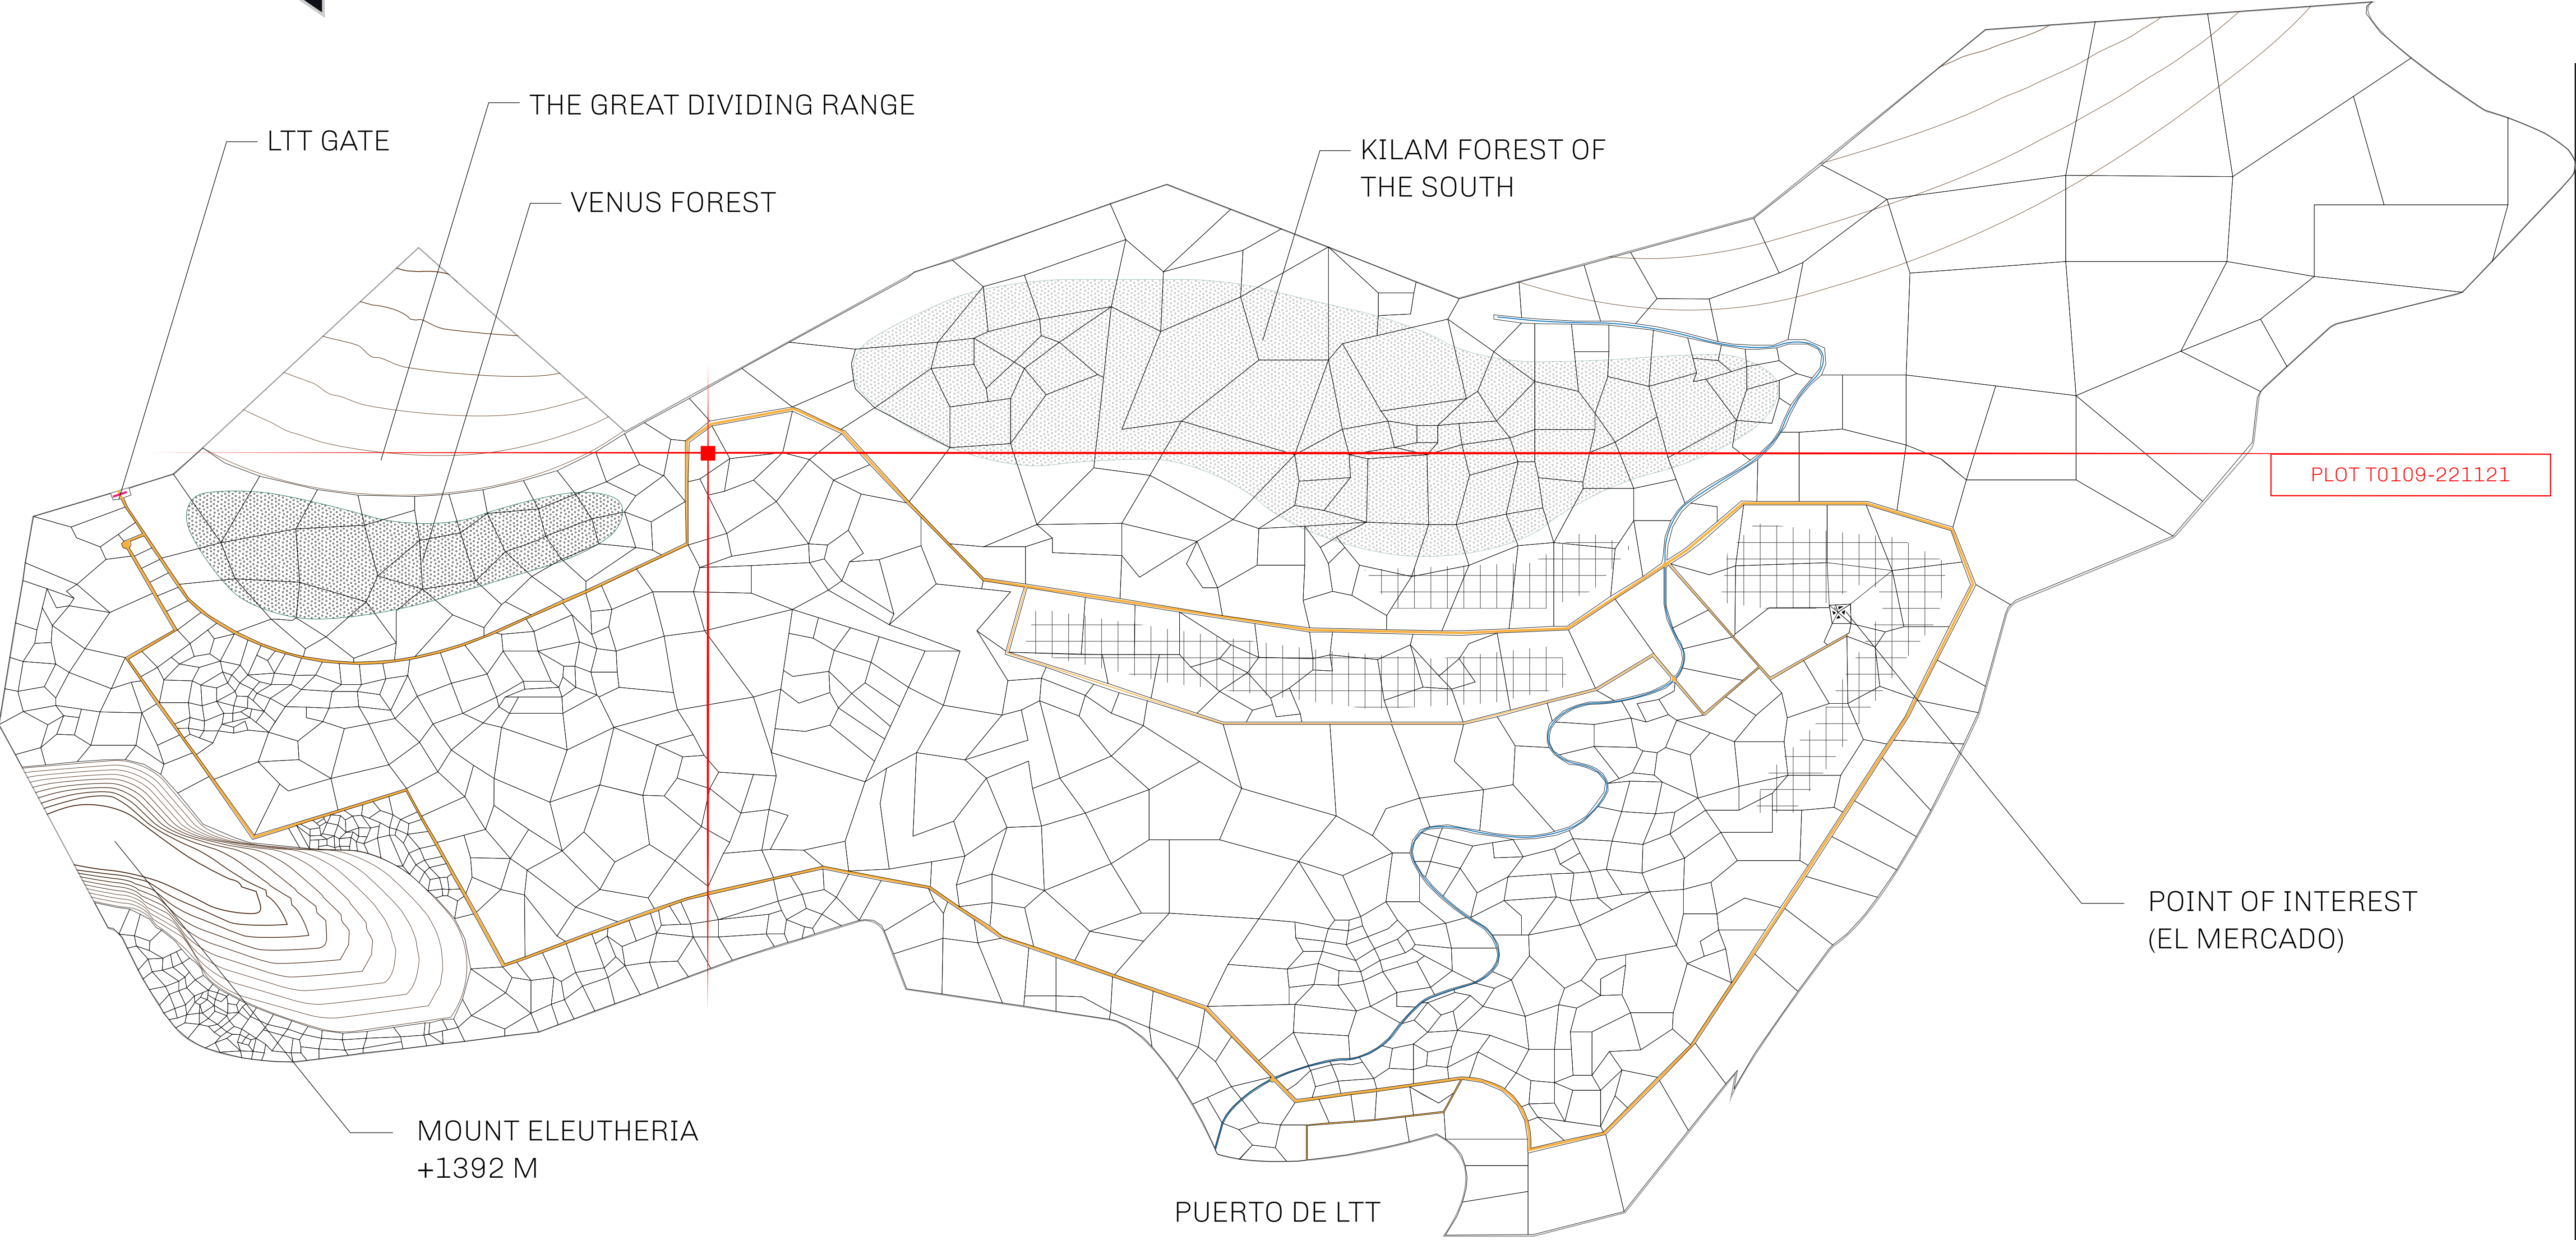 THE GREAT DIVIDING RANGE
LTT GATE
KILAM FOREST OF
THE SOUTH
VENUS FOREST
PLOT T0109-221121
POINT OF INTEREST
(EL MERCADO)
MOUNT ELEUTHERIA
+1392 M
PUERTO DE LTT